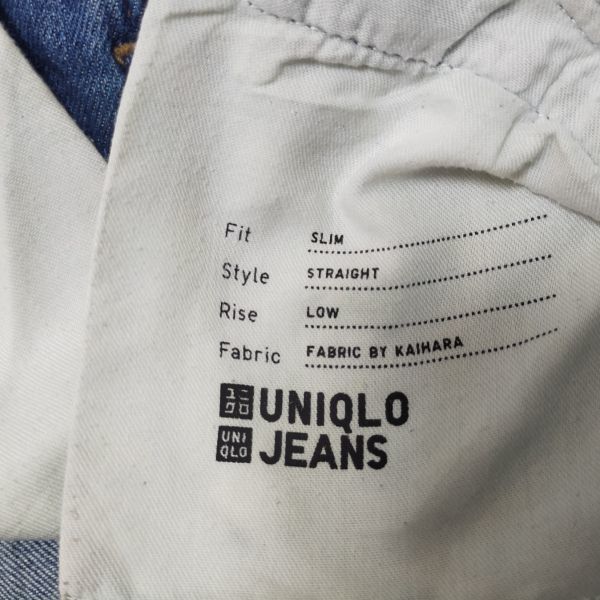 Fit SLIM
Style STRAIGHT
Rise LOW
Fabric FABRIC BY KAIHARA
ユニ
クロ
UNIQLO
UNI
QLO
JEANS